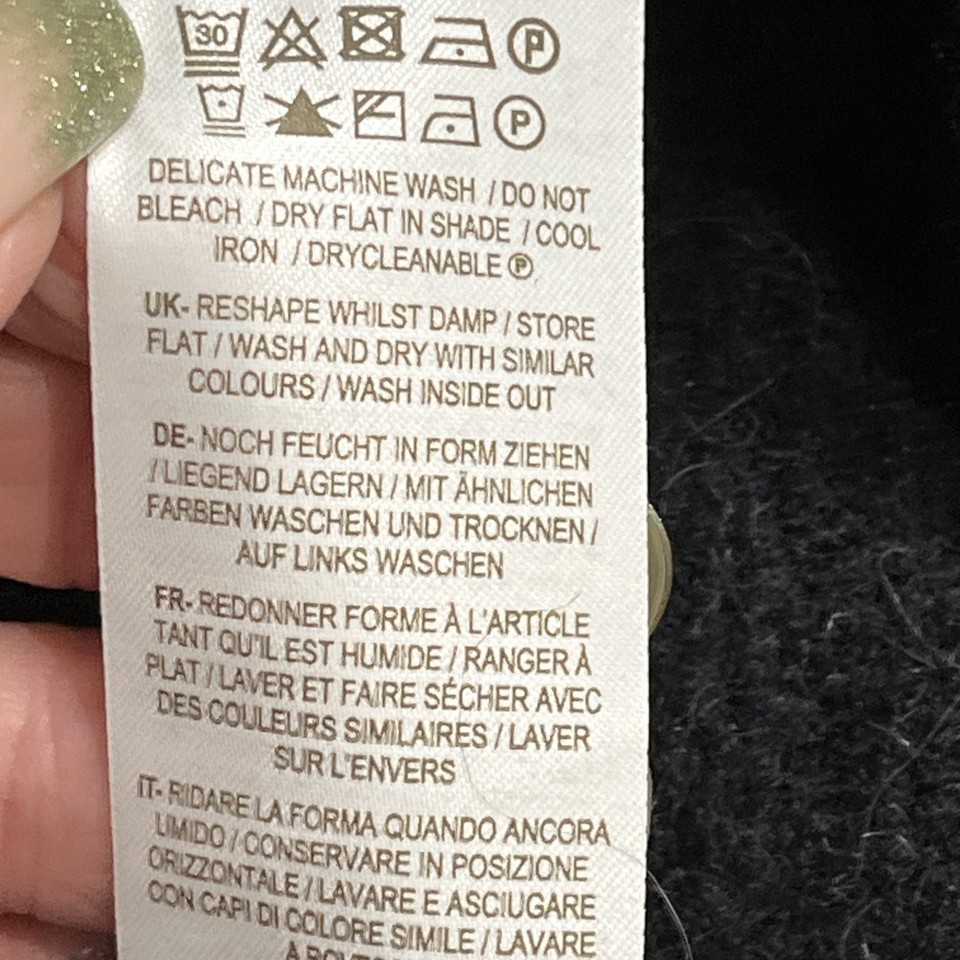 30
P
P
DELICATE MACHINE WASH / DO NOT
BLEACH / DRY FLAT IN SHADE / COOL
IRON / DRYCLEANABLE Ⓟ
UK- RESHAPE WHILST DAMP / STORE
FLAT / WASH AND DRY WITH SIMILAR
COLOURS / WASH INSIDE OUT
DE- NOCH FEUCHT IN FORM ZIEHEN
/ LIEGEND LAGERN / MIT ÄHNLICHEN
FARBEN WASCHEN UND TROCKNEN /
AUF LINKS WASCHEN
FR- REDONNER FORME À L'ARTICLE
TANT QU'IL EST HUMIDE / RANGER À
PLAT / LAVER ET FAIRE SÉCHER AVEC
DES COULEURS SIMILAIRES / LAVER
SUR L'ENVERS
IT- RIDARE LA FORMA QUANDO ANCORA
UMIDO / CONSERVARE IN POSIZIONE
ORIZZONTALE / LAVARE E ASCIUGARE
CON CAPI DI COLORE SIMILE / LAVARE